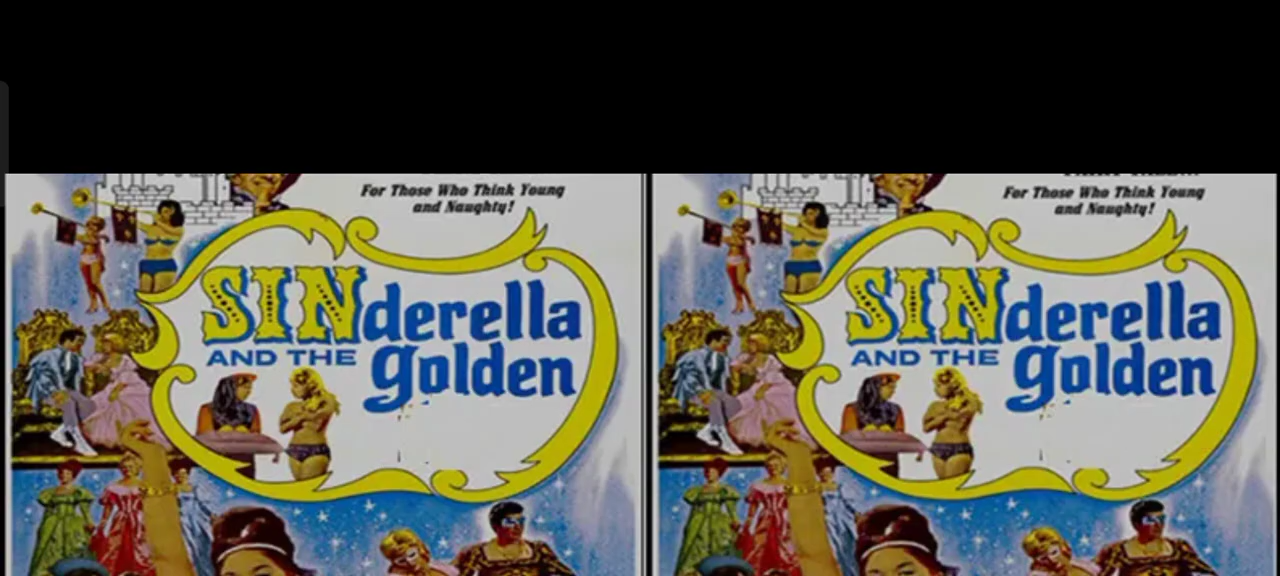 For Those Who Think Young
and Naughty!
SINderella
AND THE golden
For Those Who Think Young
and Naughty!
SINderella
AND THE golden